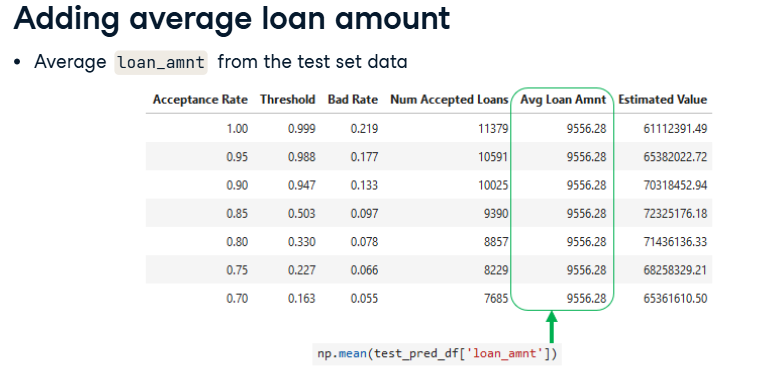 Adding average loan amount
• Average loan_amnt from the test set data
Acceptance Rate Threshold Bad Rate Num Accepted Loans Avg Loan Amnt Estimated Value
1.00 0.999 0.219 11379 9556.28 61112391.49
0.95 0.988 0.177 10591 9556.28 65382022.72
0.90 0.947 0.133 10025 9556.28 70318452.94
0.85 0.503 0.097 9390 9556.28 72325176.18
0.80 0.330 0.078 8857 9556.28 71436136.33
0.75 0.227 0.066 8229 9556.28 68258329.21
0.70 0.163 0.055 7685 9556.28 65361610.50
np.mean(test_pred_df['loan_amnt'])